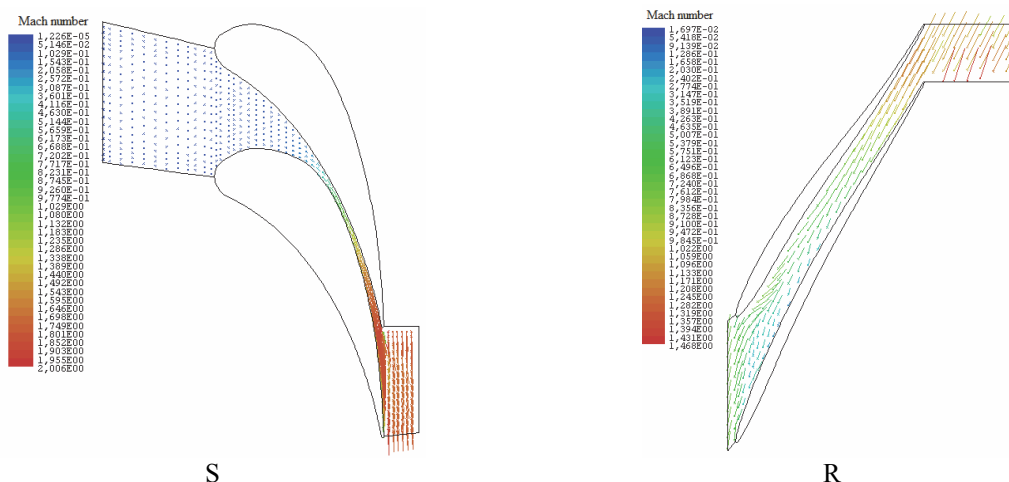 Mach number
1,226E-05
5,146E-02
1,029E-01
1,543E-01
2,058E-01
2,572E-01
3,087E-01
3,601E-01
4,116E-01
4,630E-01
5,144E-01
5,659E-01
6,173E-01
6,688E-01
7,202E-01
7,717E-01
8,231E-01
8,745E-01
9,260E-01
9,774E-01
1,029E00
1,080E00
1,132E00
1,183E00
1,235E00
1,286E00
1,338E00
1,389E00
1,440E00
1,492E00
1,543E00
1,595E00
1,646E00
1,698E00
1,749E00
1,801E00
1,852E00
1,903E00
1,955E00
2,006E00
S
Mach number
1,697E-02
5,418E-02
9,139E-02
1,286E-01
1,658E-01
2,030E-01
2,402E-01
2,774E-01
3,147E-01
3,519E-01
3,891E-01
4,263E-01
4,635E-01
5,007E-01
5,379E-01
5,751E-01
6,123E-01
6,496E-01
6,868E-01
7,240E-01
7,612E-01
7,984E-01
8,356E-01
8,728E-01
9,100E-01
9,472E-01
9,845E-01
1,022E00
1,059E00
1,096E00
1,133E00
1,171E00
1,208E00
1,245E00
1,282E00
1,319E00
1,357E00
1,394E00
1,431E00
1,468E00
R